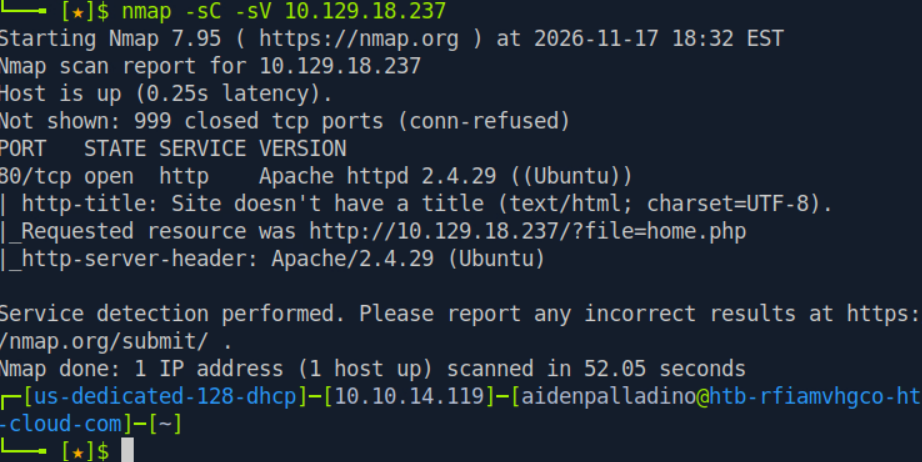 └──╼ [★]$ nmap -sC -sV 10.129.18.237
Starting Nmap 7.95 ( https://nmap.org ) at 2026-11-17 18:32 EST
Nmap scan report for 10.129.18.237
Host is up (0.25s latency).
Not shown: 999 closed tcp ports (conn-refused)
PORT   STATE SERVICE VERSION
80/tcp open  http    Apache httpd 2.4.29 ((Ubuntu))
| http-title: Site doesn't have a title (text/html; charset=UTF-8).
|_Requested resource was http://10.129.18.237/?file=home.php
|_http-server-header: Apache/2.4.29 (Ubuntu)
Service detection performed. Please report any incorrect results at https:
/nmap.org/submit/ .
Nmap done: 1 IP address (1 host up) scanned in 52.05 seconds
┌─[us-dedicated-128-dhcp]─[10.10.14.119]─[aidenpalladino@htb-rfiamvhgco-ht
-cloud-com]─[~]
└──╼ [★]$